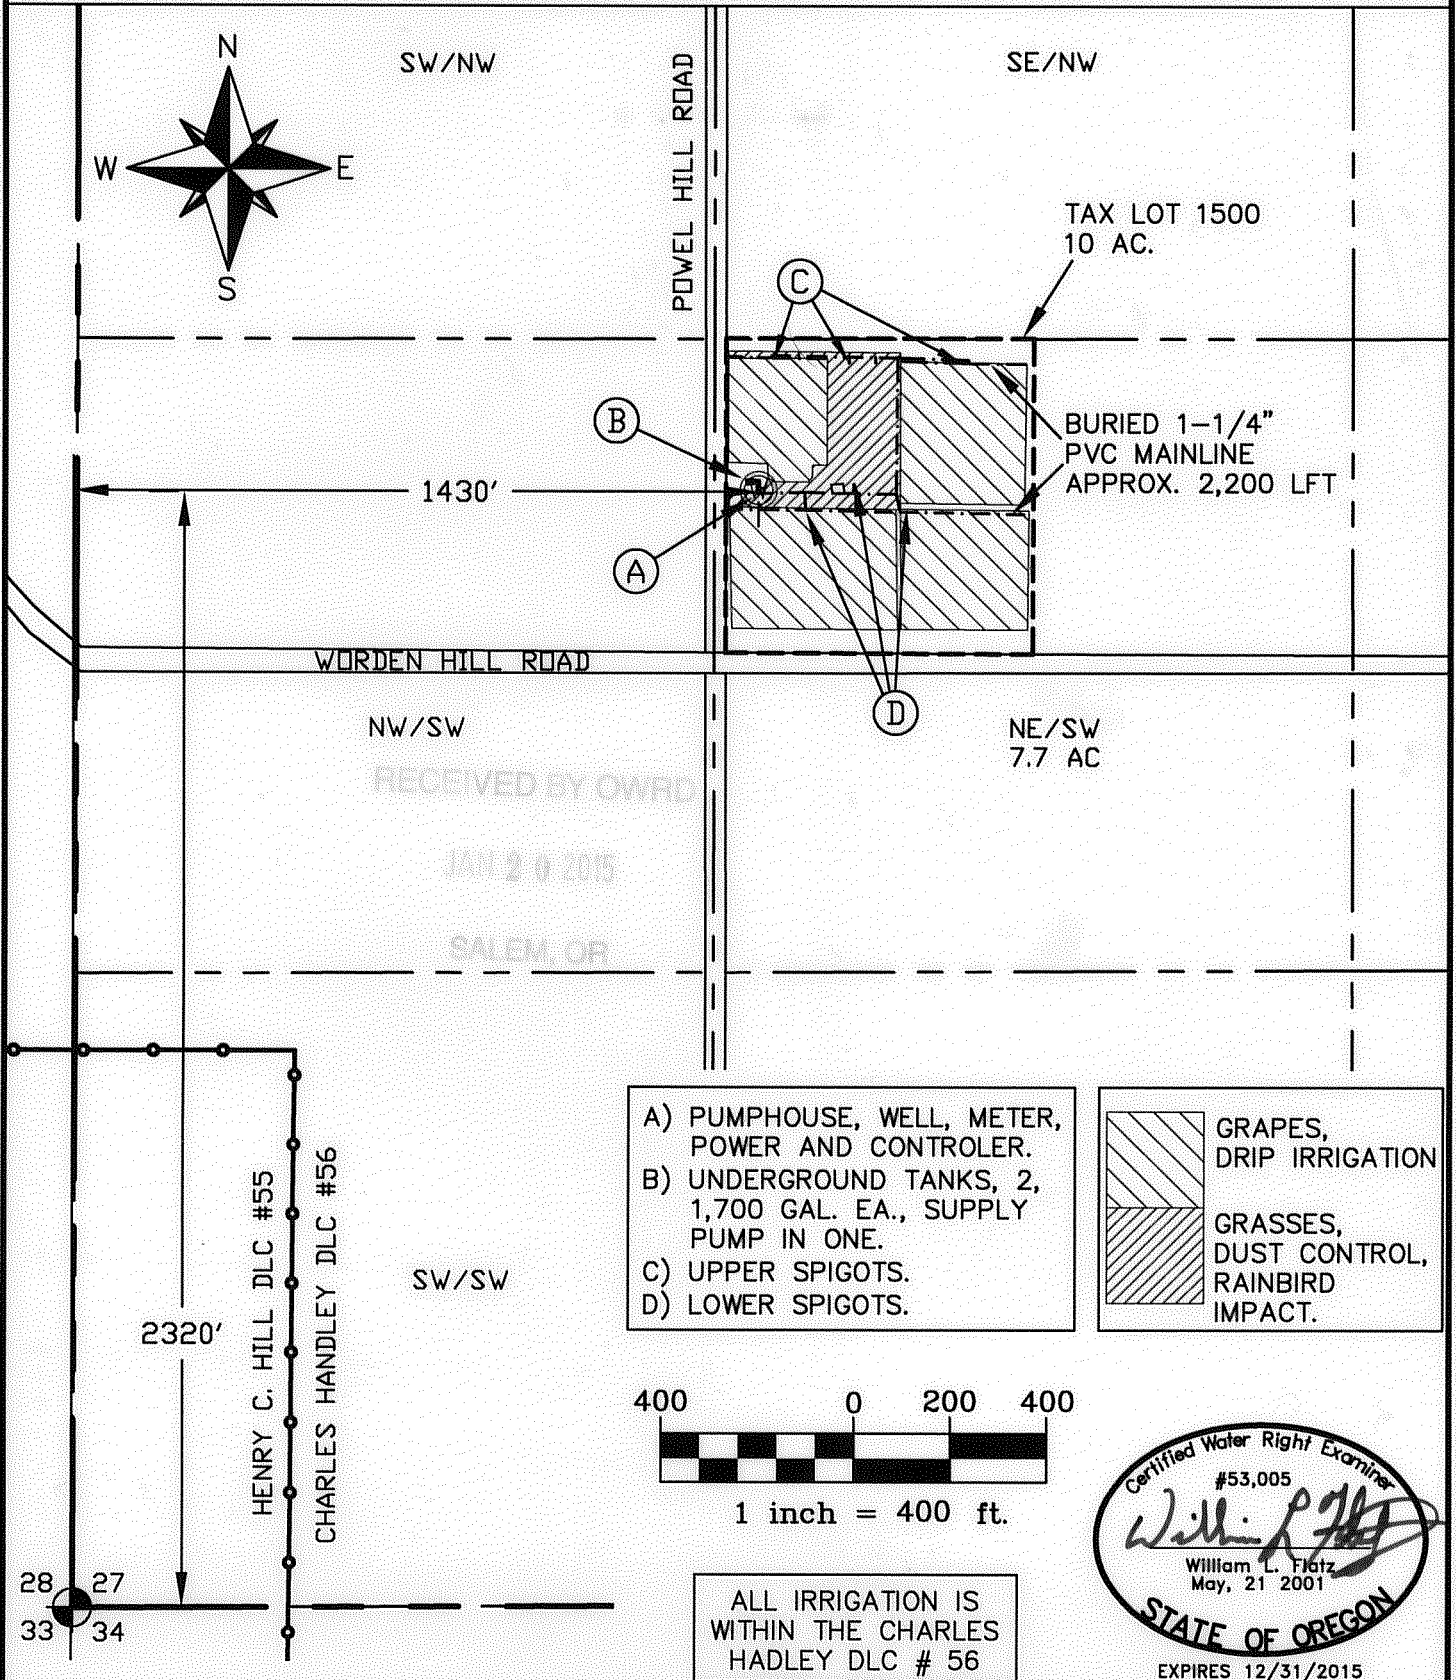 N
SW/NW
SE/NW
W
E
S
POWEL HILL ROAD
TAX LOT 1500
10 AC.
C
B
BURIED 1-1/4"
PVC MAINLINE
APPROX. 2,200 LFT
1430'
A
WORDEN HILL ROAD
D
NW/SW
NE/SW
7.7 AC
RECEIVED BY OWRD
JAN 20 2015
SALEM, OR
A) PUMPHOUSE, WELL, METER,
POWER AND CONTROLER.
B) UNDERGROUND TANKS, 2,
1,700 GAL. EA., SUPPLY
PUMP IN ONE.
C) UPPER SPIGOTS.
D) LOWER SPIGOTS.
GRAPES,
DRIP IRRIGATION
GRASSES,
DUST CONTROL,
RAINBIRD
IMPACT.
HENRY C. HILL DLC #55
CHARLES HANDLEY DLC #56
SW/SW
2320'
400 0 200 400
1 inch = 400 ft.
Certified Water Right Examiner
#53,005
William L. Flatz
William L. Flatz
May, 21 2001
STATE OF OREGON
EXPIRES 12/31/2015
28 27
33 34
ALL IRRIGATION IS
WITHIN THE CHARLES
HADLEY DLC # 56